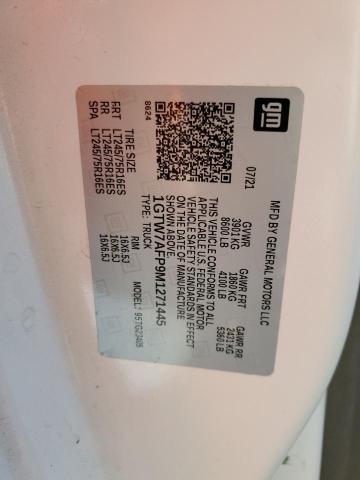 gm
MFD BY GENERAL MOTORS LLC
07/21 GVWR GAWR FRT GAWR RR
3901 KG 1860 KG 2431 KG
8600 LB 4100 LB 5360 LB
THIS VEHICLE CONFORMS TO ALL
APPLICABLE U.S. FEDERAL MOTOR
VEHICLE SAFETY STANDARDS IN EFFECT
ON THE DATE OF MANUFACTURE
SHOWN ABOVE.
1GTW7AFP9M1271445
8624 TYPE: TRUCK MODEL:
TIRE SIZE RIM
FRT LT245/75R16ES 16X6.5J
RR LT245/75R16ES 16X6.5J
SPA LT245/75R16ES 16X6.5J